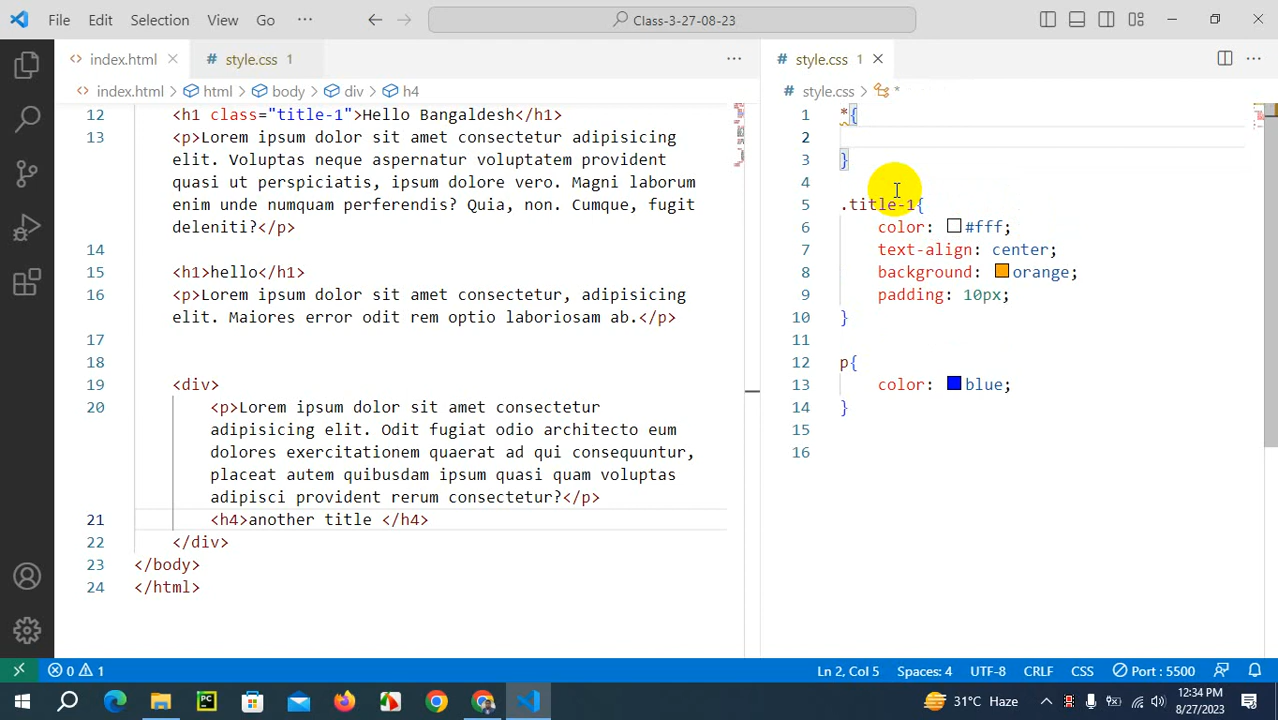 File Edit Selection View Go ··· Class-3-27-08-23
index.html style.css 1 ···
index.html > html > body > div > h4
12 <h1 class="title-1">Hello Bangaldesh</h1>
13 <p>Lorem ipsum dolor sit amet consectetur adipisicing
elit. Voluptas neque aspernatur voluptatem provident
quasi ut perspiciatis, ipsum dolore vero. Magni laborum
enim unde numquam perferendis? Quia, non. Cumque, fugit
deleniti?</p>
14
15 <h1>hello</h1>
16 <p>Lorem ipsum dolor sit amet consectetur, adipisicing
elit. Maiores error odit rem optio laboriosam ab.</p>
17
18
19 <div>
20 <p>Lorem ipsum dolor sit amet consectetur
adipisicing elit. Odit fugiat odio architecto eum
dolores exercitationem quaerat ad qui consequuntur,
placeat autem quibusdam ipsum quasi quam voluptas
adipisci provident rerum consectetur?</p>
21 <h4>another title </h4>
22 </div>
23 </body>
24 </html>
style.css 1 ···
style.css > *
1 *{
2
3 }
4
5 .title-1{
6 color: #fff;
7 text-align: center;
8 background: orange;
9 padding: 10px;
10 }
11
12 p{
13 color: blue;
14 }
15
16
0 1 Ln 2, Col 5 Spaces: 4 UTF-8 CRLF CSS Port : 5500
PC 31°C Haze 12:34 PM
8/27/2023